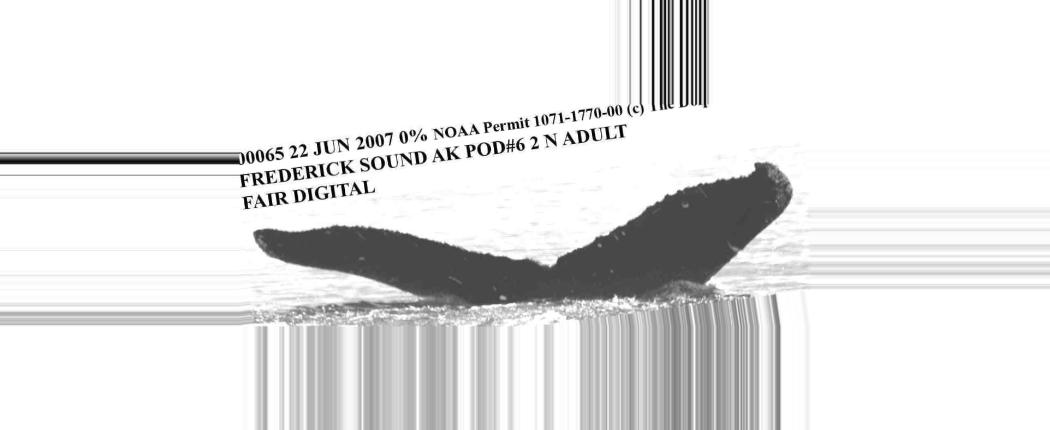 00065 22 JUN 2007 0% NOAA Permit 1071-1770-00 (c) The
FREDERICK SOUND AK POD#6 2 N ADULT
FAIR DIGITAL